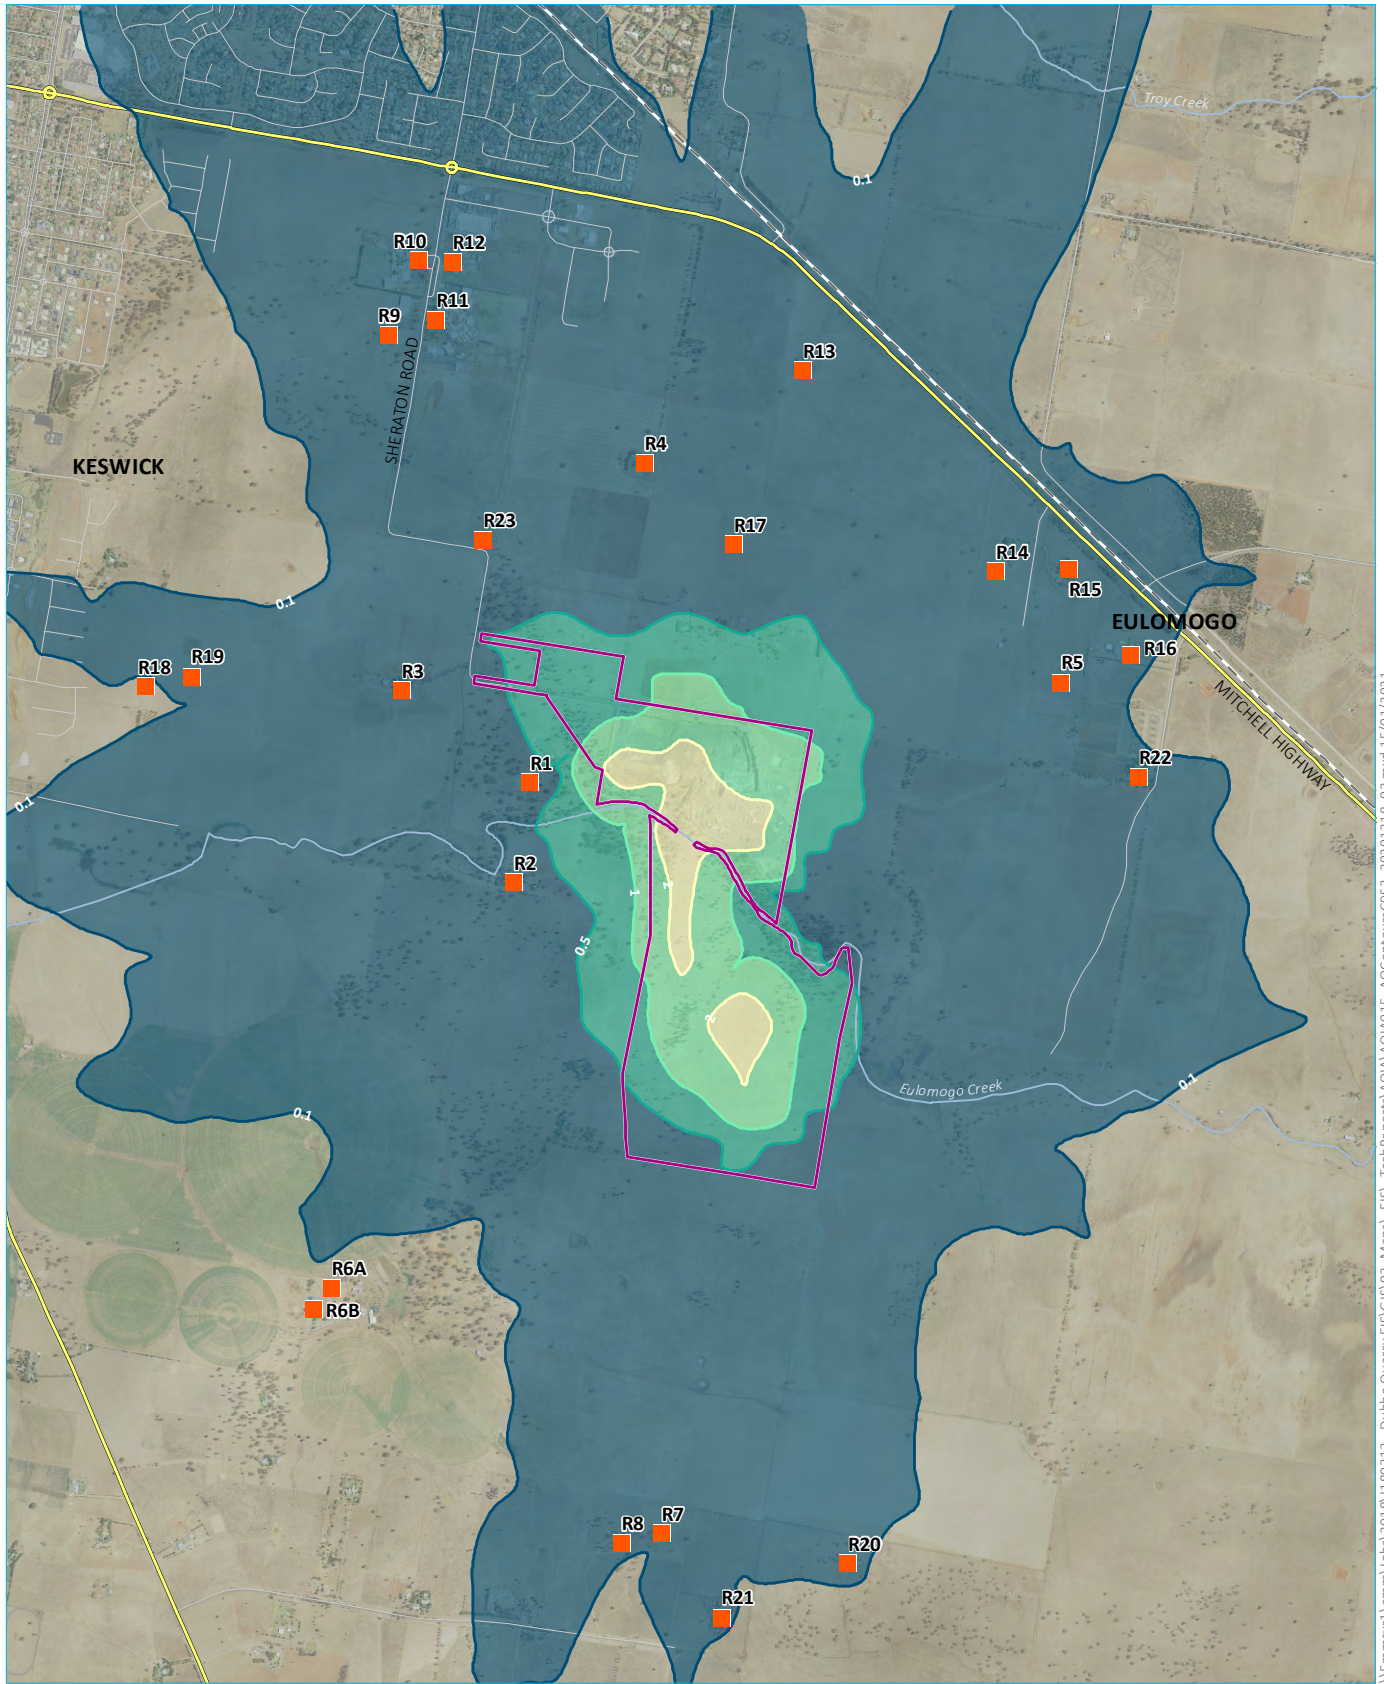 Troy Creek
0.1
R10
R12
R11
R9
SHERATON ROAD
R13
R4
KESWICK
R23
R17
R14
R15
0.1
EULOMOGO
R16
R18
R19
R3
R5
MITCHELL HIGHWAY
R1
R22
0.1
R2
1
2
0.5
2
Eulomogo Creek
0.1
0.1
R6A
R6B
R8
R7
R20
R21